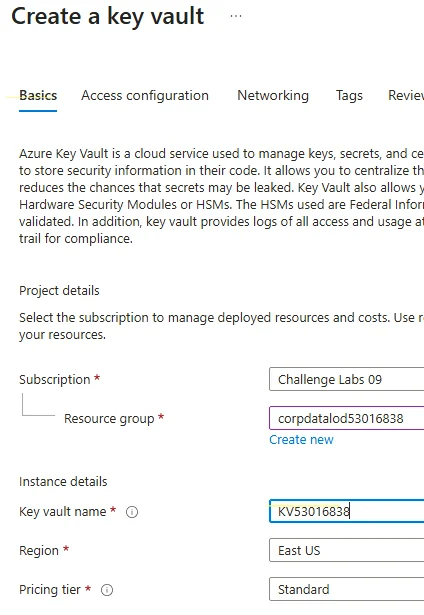 Create a key vault ...
Basics Access configuration Networking Tags
Azure Key Vault is a cloud service used to manage keys, secrets, and
to store security information in their code. It allows you to centralize
reduces the chances that secrets may be leaked. Key Vault also allows
Hardware Security Modules or HSMs. The HSMs used are Federal
validated. In addition, key vault provides logs of all access and usage
trail for compliance.
Project details
Select the subscription to manage deployed resources and costs. Use
your resources.
Subscription * Challenge Labs 09
Resource group * corpdatalod53016838
Create new
Instance details
Key vault name * KV53016838
Region * East US
Pricing tier * Standard